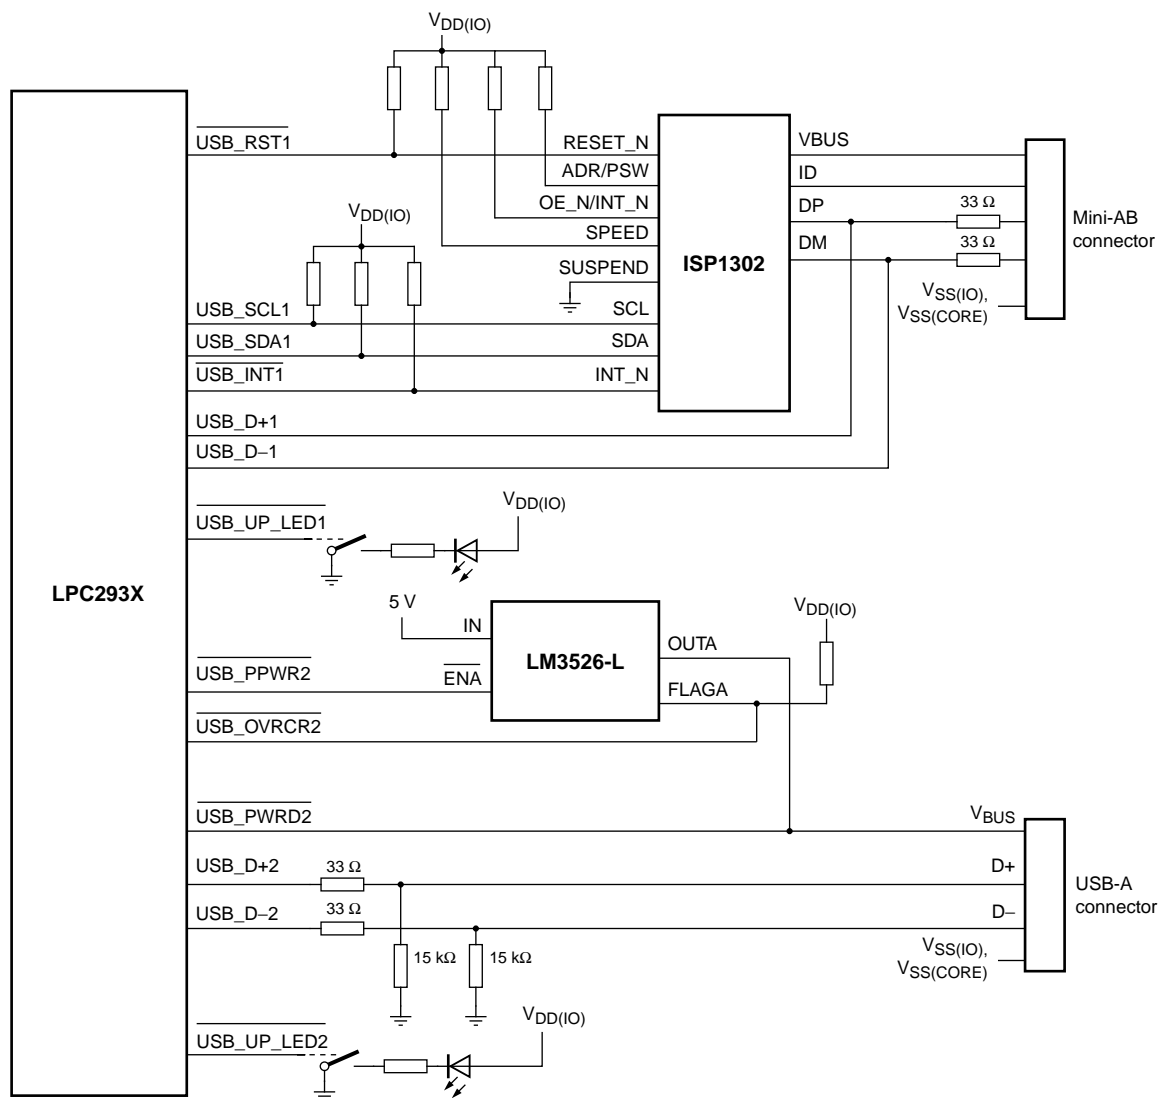 VDD(IO)
USB_RST1
RESET_N
VBUS
ADR/PSW
ID
OE_N/INT_N
DP
33 Ω
VDD(IO)
SPEED
DM
33 Ω
Mini-AB
connector
ISP1302
SUSPEND
VSS(IO),
VSS(CORE)
USB_SCL1
SCL
USB_SDA1
SDA
USB_INT1
INT_N
USB_D+1
USB_D−1
VDD(IO)
USB_UP_LED1
LPC293X
5 V
VDD(IO)
IN
OUTA
LM3526-L
USB_PPWR2
ENA
FLAGA
USB_OVRCR2
USB_PWRD2
VBUS
USB_D+2
33 Ω
D+
USB-A
connector
USB_D−2
33 Ω
D−
15 kΩ
15 kΩ
VSS(IO),
VSS(CORE)
VDD(IO)
USB_UP_LED2